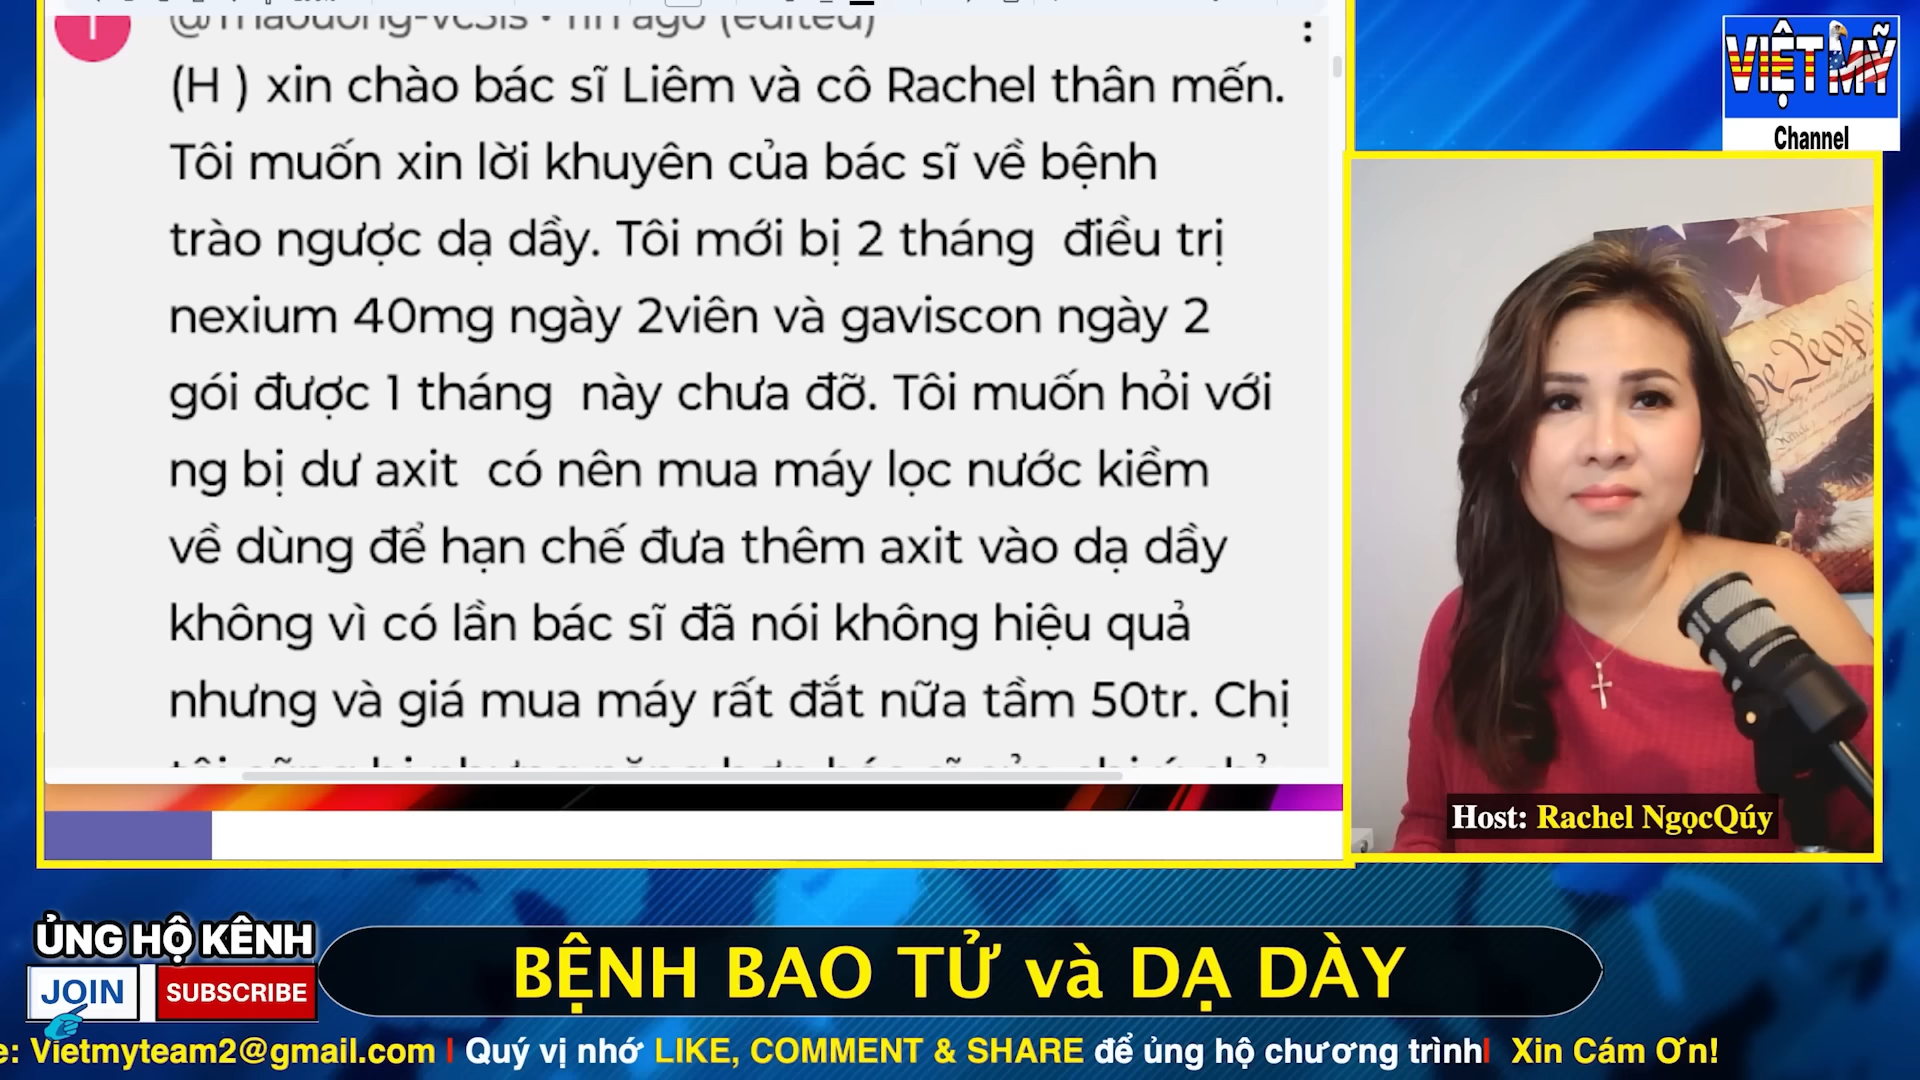 (H ) xin chào bác sĩ Liêm và cô Rachel thân mến.
Tôi muốn xin lời khuyên của bác sĩ về bệnh
trào ngược dạ dầy. Tôi mới bị 2 tháng điều trị
nexium 40mg ngày 2viên và gaviscon ngày 2
gói được 1 tháng này chưa đỡ. Tôi muốn hỏi với
ng bị dư axit có nên mua máy lọc nước kiềm
về dùng để hạn chế đưa thêm axit vào dạ dầy
không vì có lần bác sĩ đã nói không hiệu quả
nhưng và giá mua máy rất đắt nữa tầm 50tr. Chị
VIỆT MỸ
Channel
We People
Host: Rachel NgọcQúy
ỦNG HỘ KÊNH
JOIN
SUBSCRIBE
BỆNH BAO TỬ và DẠ DÀY
e: Vietmyteam2@gmail.com I Quý vị nhớ LIKE, COMMENT & SHARE để ủng hộ chương trìnhI Xin Cám Ơn!